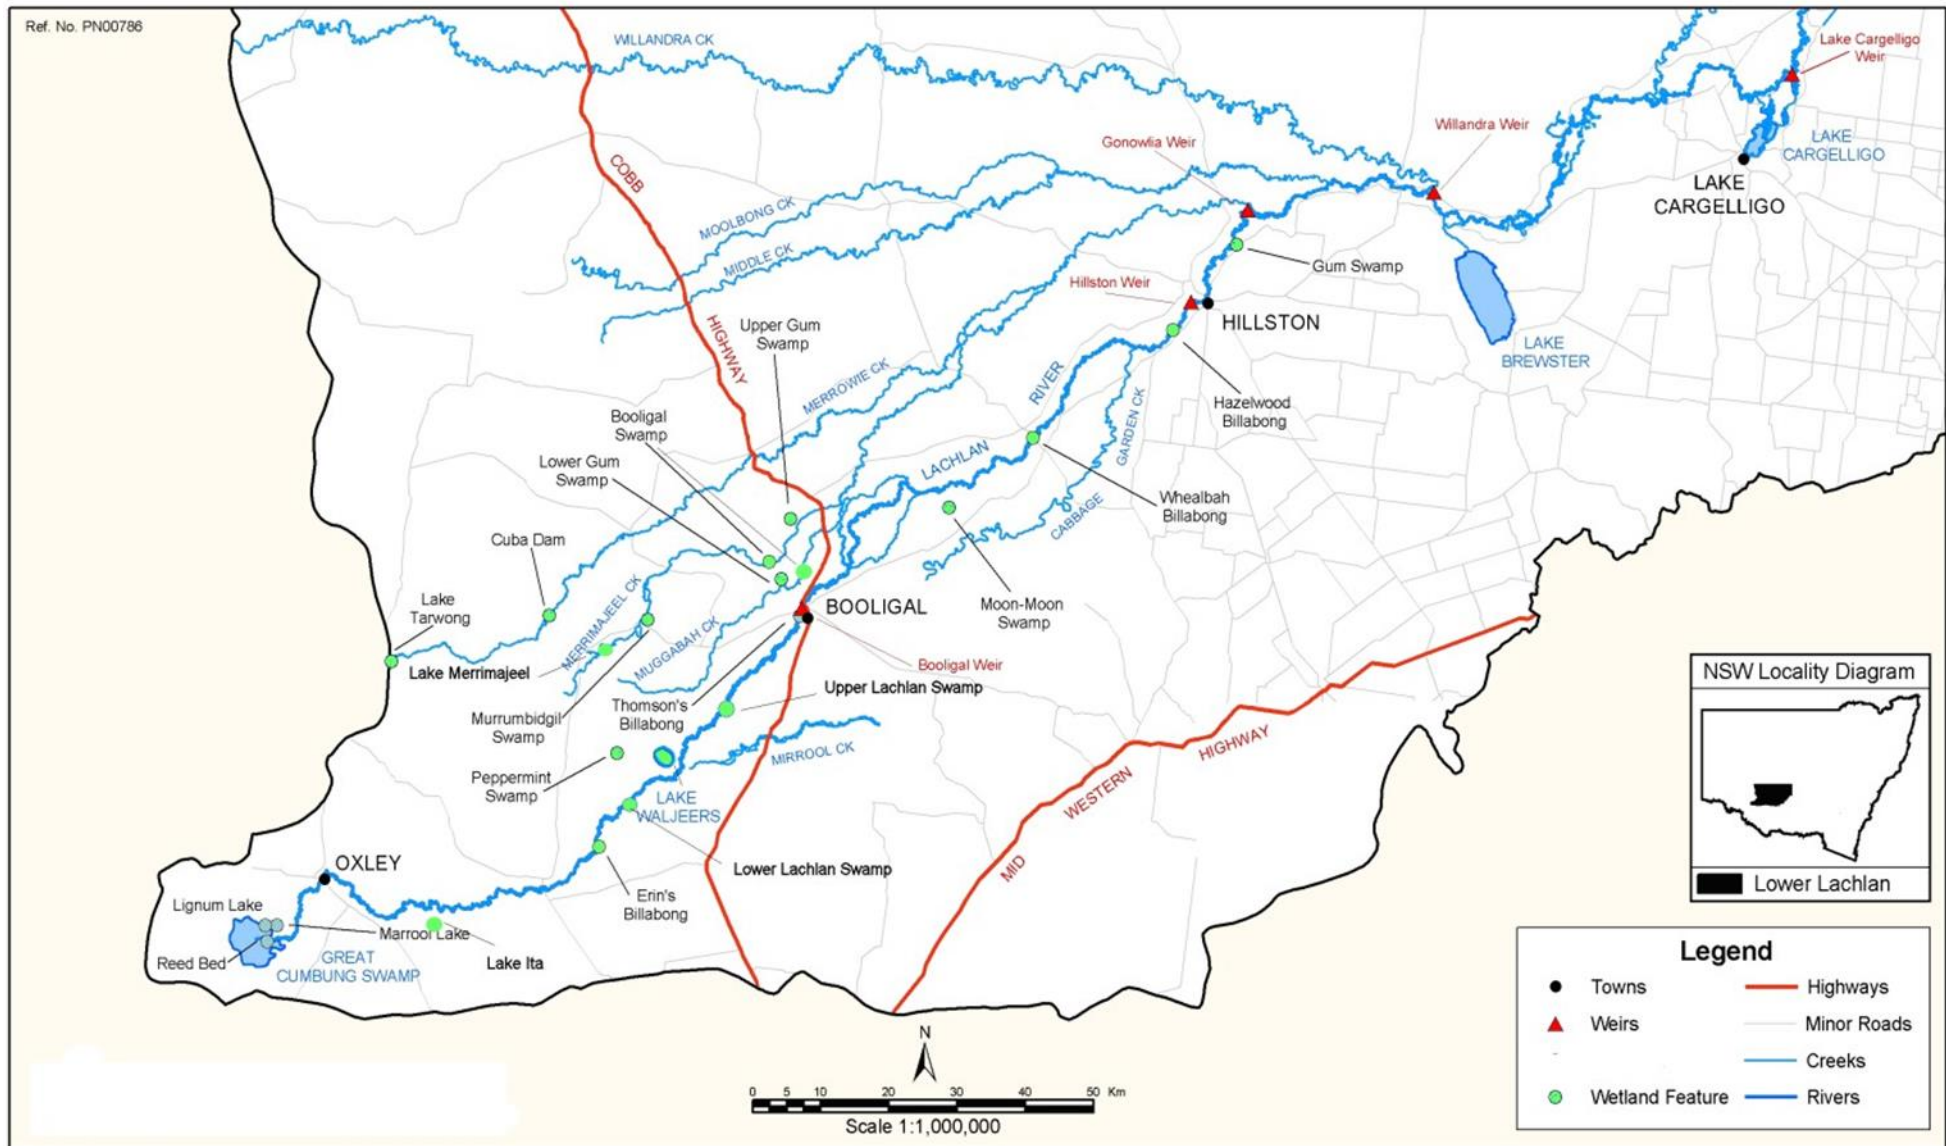 Ref. No. PN00786
WILLANDRA CK
Lake Cargelligo
Weir
Willandra Weir
Gonowlia Weir
LAKE
CARGELLIGO
LAKE
CARGELLIGO
COBB
HIGHWAY
MOOLBONG CK
MIDDLE CK
Gum Swamp
Hillston Weir
HILLSTON
LAKE
BREWSTER
Upper Gum
Swamp
MERROWIE CK
RIVER
LACHLAN
Hazelwood
Billabong
GARDEN CK
CABBAGE
Booligal
Swamp
Lower Gum
Swamp
Whealbah
Billabong
Cuba Dam
Moon-Moon
Swamp
BOOLIGAL
Lake
Tarwong
MERRIMAJEEL CK
MUGGABAH CK
Lake Merrimajeel
Booligal Weir
Upper Lachlan Swamp
Murrumbidgil
Swamp
Thomson's
Billabong
MIRROOL CK
Peppermint
Swamp
LAKE
WALJEERS
MID
WESTERN
HIGHWAY
Lower Lachlan Swamp
OXLEY
Erin's
Billabong
Lignum Lake
Marrool Lake
Reed Bed
GREAT
CUMBUNG SWAMP
Lake Ita
NSW Locality Diagram
Lower Lachlan
Legend
Towns
Highways
Weirs
Minor Roads
Creeks
Wetland Feature
Rivers
N
0 5 10 20 30 40 50 Km
Scale 1:1,000,000